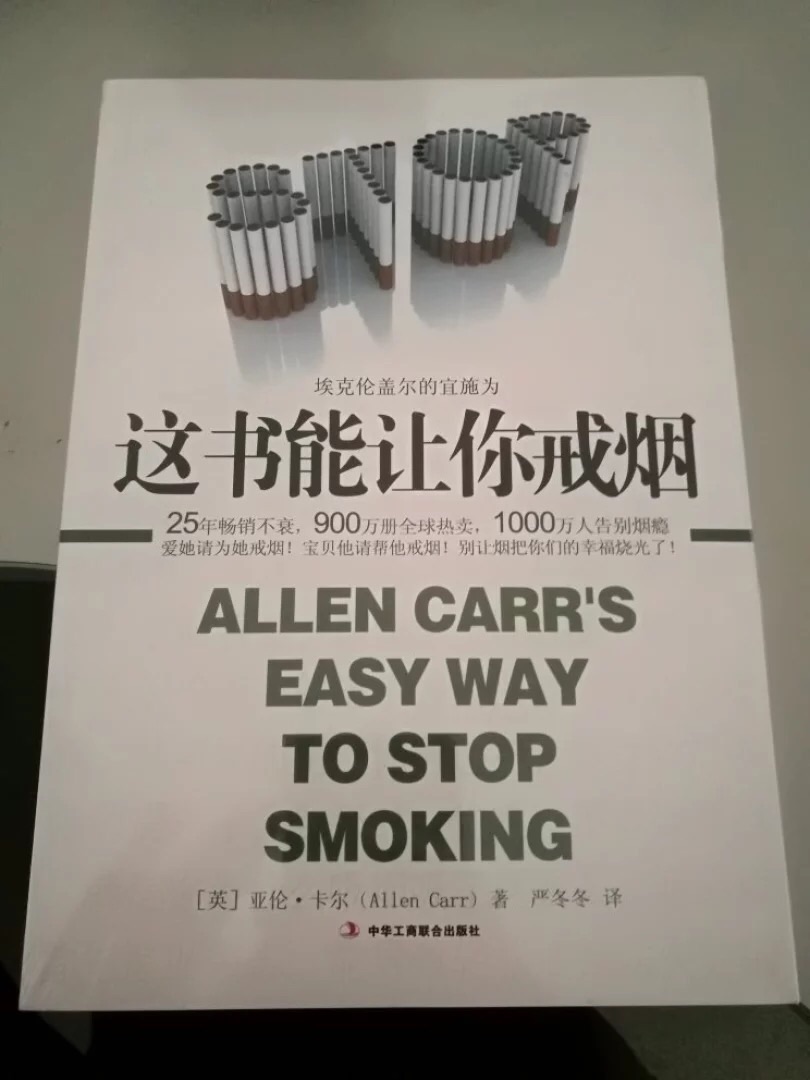 STOP
埃克伦盖尔的宜施为
这书能让你戒烟
25年畅销不衰，900万册全球热卖，1000万人告别烟瘾
爱她请为她戒烟！宝贝他请帮他戒烟！别让烟把你们的幸福烧光了！
ALLEN CARR'S
EASY WAY
TO STOP
SMOKING
［英］亚伦·卡尔（Allen Carr）著 严冬冬 译
中华工商联合出版社